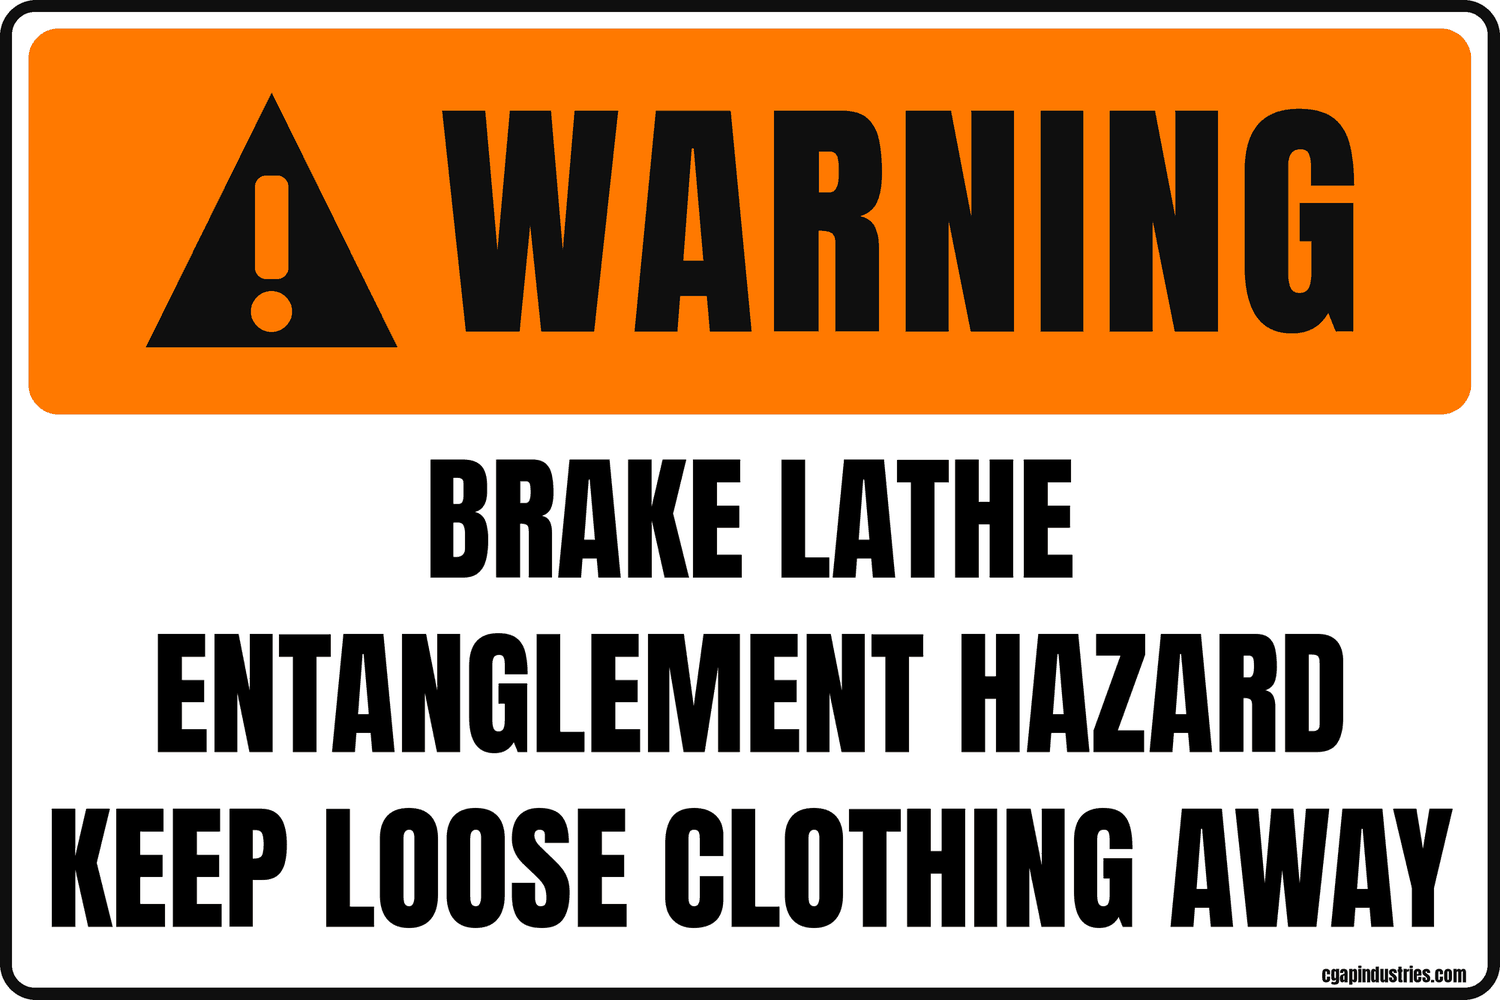 WARNING
BRAKE LATHE
ENTANGLEMENT HAZARD
KEEP LOOSE CLOTHING AWAY
cgapindustries.com